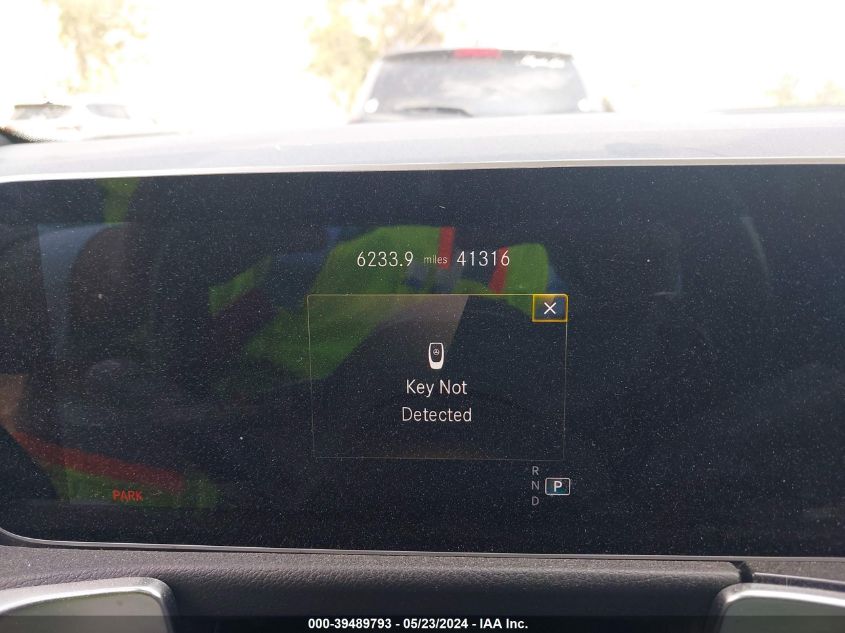 6233.9 miles 41316
Key Not
Detected
R
N P
D
PARK
000-39489793 - 05/23/2024 - IAA Inc.